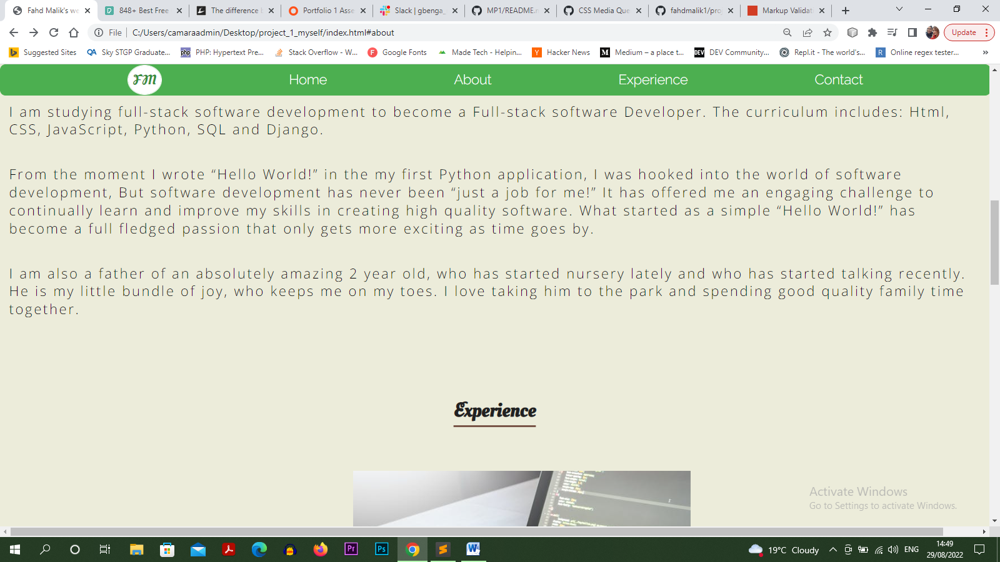 Fahd Malik's we
848+ Best Free
The difference b
Portfolio 1 Asse
Slack | gbenga_
MP1/README.m
CSS Media Que
fahdmalik1/proj
Markup Validat
File
C:/Users/camaraadmin/Desktop/project_1_myself/index.html#about
Update
Suggested Sites
QA Sky STGP Graduate...
php PHP: Hypertext Pre...
Stack Overflow - W...
F Google Fonts
Made Tech - Helpin...
Y Hacker News
M Medium – a place t...
DEV DEV Community...
Repl.it - The world's...
R Online regex tester...
»
FM Home About Experience Contact
I am studying full-stack software development to become a Full-stack software Developer. The curriculum includes: Html,
CSS, JavaScript, Python, SQL and Django.
From the moment I wrote “Hello World!” in the my first Python application, I was hooked into the world of software
development, But software development has never been “just a job for me!” It has offered me an engaging challenge to
continually learn and improve my skills in creating high quality software. What started as a simple “Hello World!” has
become a full fledged passion that only gets more exciting as time goes by.
I am also a father of an absolutely amazing 2 year old, who has started nursery lately and who has started talking recently.
He is my little bundle of joy, who keeps me on my toes. I love taking him to the park and spending good quality family time
together.
Experience
Activate Windows
Go to Settings to activate Windows.
Pr
Ps
W
19°C Cloudy
ENG
14:49
29/08/2022